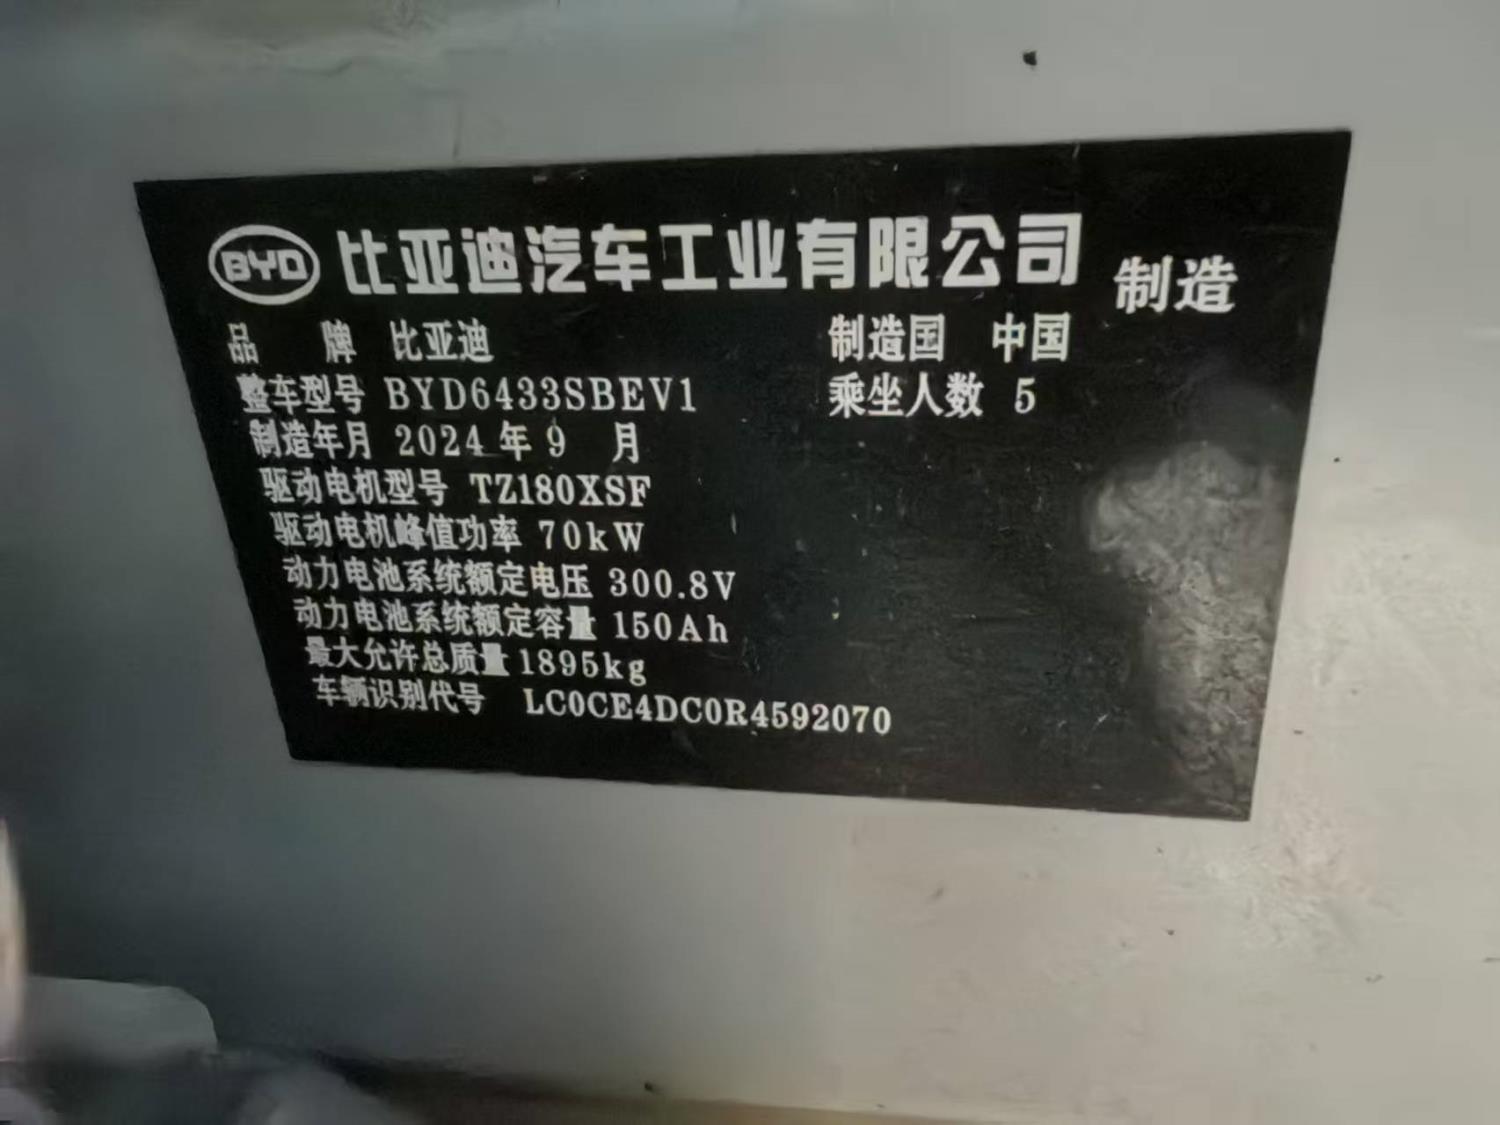 BYD 比亚迪汽车工业有限公司 制造
品 牌 比亚迪 制造国 中国
整车型号 BYD6433SBEV1 乘坐人数 5
制造年月 2024 年 9 月
驱动电机型号 TZ180XSF
驱动电机峰值功率 70kW
动力电池系统额定电压 300.8V
动力电池系统额定容量 150Ah
最大允许总质量 1895kg
车辆识别代号 LC0CE4DC0R4592070